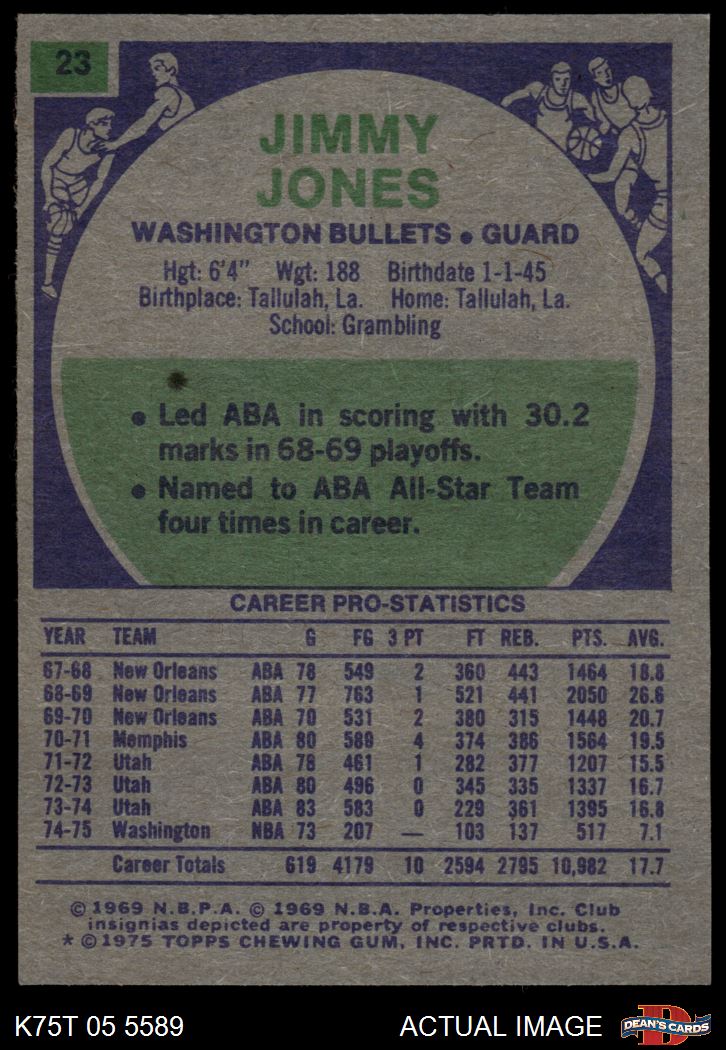 23
JIMMY
JONES
WASHINGTON BULLETS • GUARD
Hgt: 6'4" Wgt: 188 Birthdate 1-1-45
Birthplace: Tallulah, La. Home: Tallulah, La.
School: Grambling
• Led ABA in scoring with 30.2
marks in 68-69 playoffs.
• Named to ABA All-Star Team
four times in career.
CAREER PRO-STATISTICS
YEAR TEAM G FG 3 PT FT REB. PTS. AVG.
67-68 New Orleans ABA 78 549 2 360 443 1464 18.8
68-69 New Orleans ABA 77 763 1 521 441 2050 26.6
69-70 New Orleans ABA 70 531 2 380 315 1448 20.7
70-71 Memphis ABA 80 589 4 374 386 1564 19.5
71-72 Utah ABA 78 461 1 282 377 1207 15.5
72-73 Utah ABA 80 496 0 345 335 1337 16.7
73-74 Utah ABA 83 583 0 229 361 1395 16.8
74-75 Washington NBA 73 207 — 103 137 517 7.1
Career Totals 619 4179 10 2594 2795 10,982 17.7
© 1969 N.B.P.A. © 1969 N.B.A. Properties, Inc. Club
insignias depicted are property of respective clubs.
* © 1975 TOPPS CHEWING GUM, INC. PRTD. IN U.S.A.
K75T 05 5589 ACTUAL IMAGE
D
DEAN'S CARDS